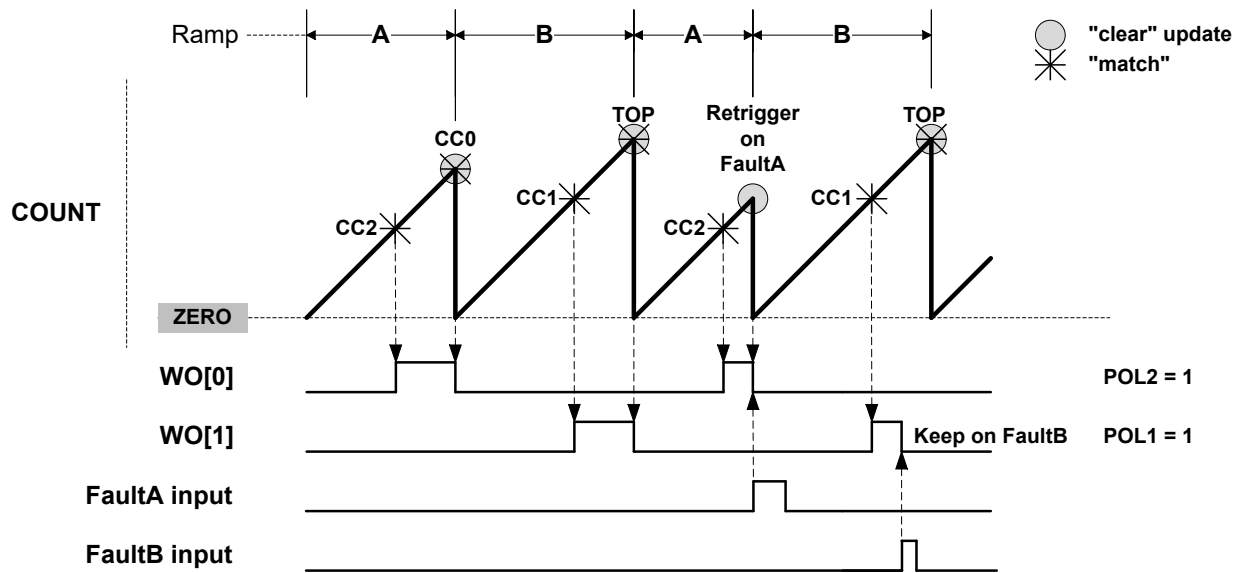 Ramp
A
B
A
B
"clear" update
"match"
COUNT
CC0
TOP
Retrigger
on
FaultA
TOP
CC2
CC1
CC2
CC1
ZERO
WO[0]
POL2 = 1
WO[1]
Keep on FaultB
POL1 = 1
FaultA input
FaultB input